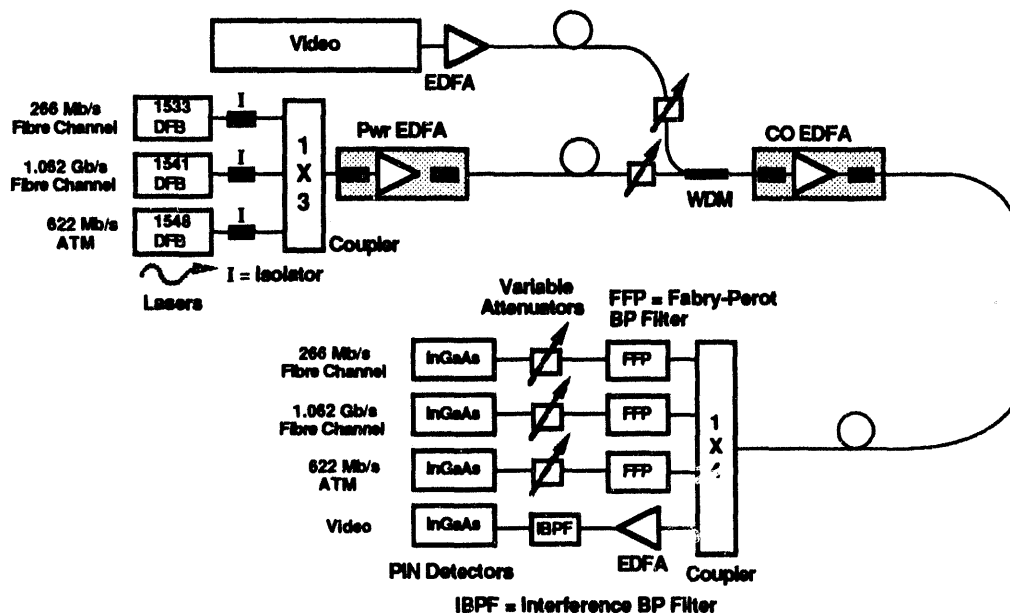 Video
EDFA
266 Mb/s
Fibre Channel
1533
DFB
I
1.062 Gb/s
Fibre Channel
1541
DFB
I
622 Mb/s
ATM
1548
DFB
I
1
X
3
Coupler
Pwr EDFA
WDM
CO EDFA
I = Isolator
Lasers
Variable
Attenuators
FFP = Fabry-Perot
BP Filter
266 Mb/s
Fibre Channel
InGaAs
FFP
1.062 Gb/s
Fibre Channel
InGaAs
FFP
622 Mb/s
ATM
InGaAs
FFP
Video
InGaAs
IBPF
EDFA
1
X
Coupler
PIN Detectors
IBPF = Interference BP Filter